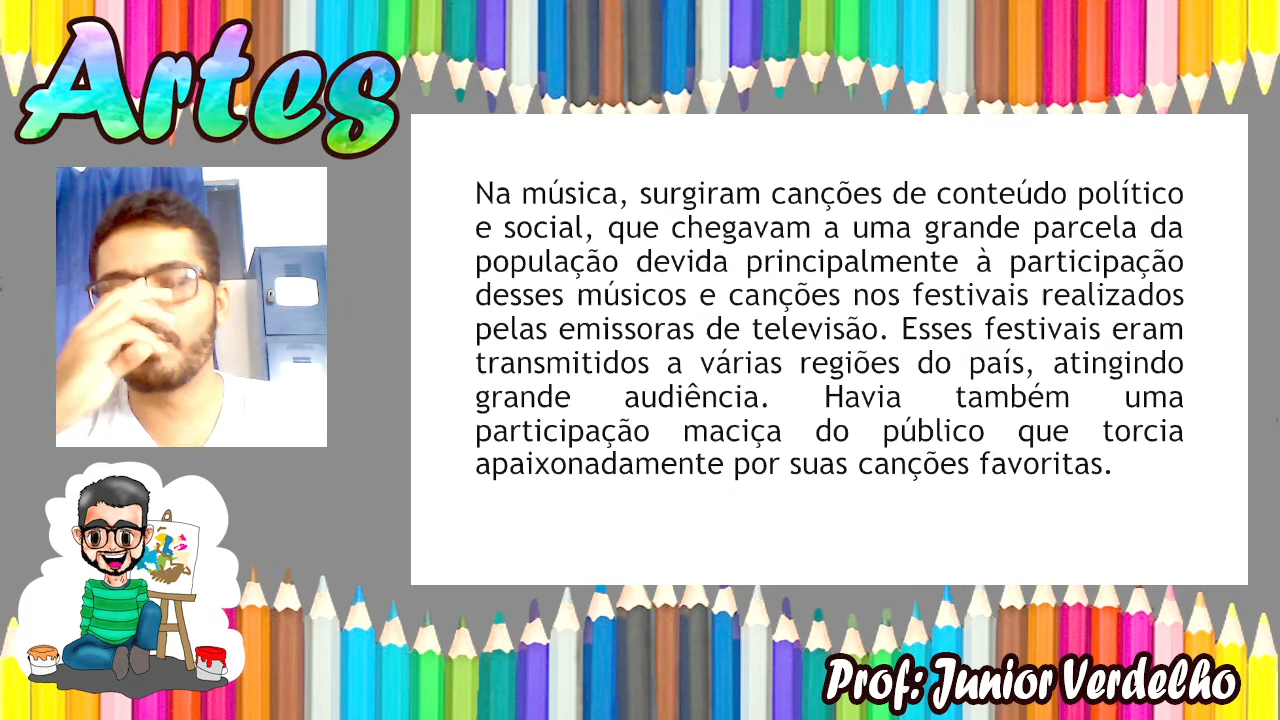 Artes
Na música, surgiram canções de conteúdo político
e social, que chegavam a uma grande parcela da
população devida principalmente à participação
desses músicos e canções nos festivais realizados
pelas emissoras de televisão. Esses festivais eram
transmitidos a várias regiões do país, atingindo
grande audiência. Havia também uma
participação maciça do público que torcia
apaixonadamente por suas canções favoritas.
Prof: Junior Verdelho